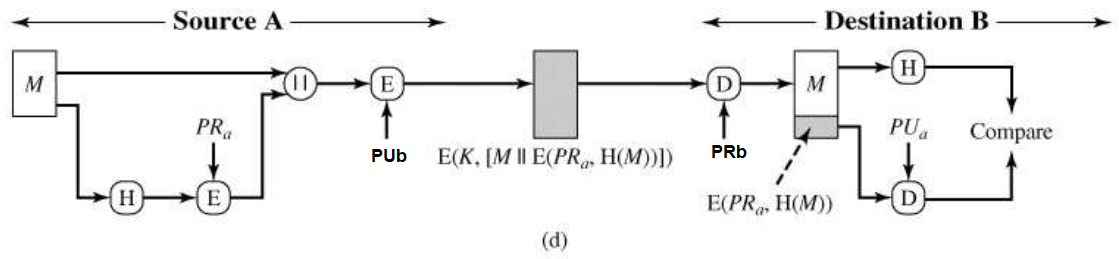 Source A
Destination B
M
||
E
D
M
H
PRa
PUa
Compare
PUb
E(K, [M || E(PRa, H(M))])
PRb
H
E
E(PRa, H(M))
D
(d)